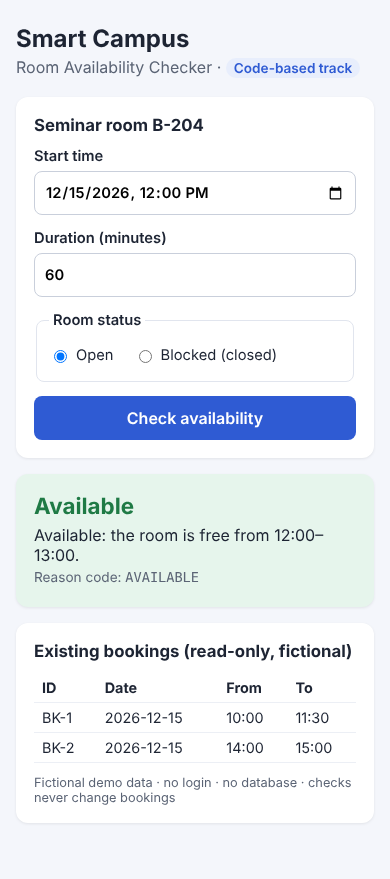 Smart Campus
Room Availability Checker · Code-based track
Seminar room B-204
Start time
12/15/2026, 12:00 PM
Duration (minutes)
60
Room status
Open
Blocked (closed)
Check availability
Available
Available: the room is free from 12:00–
13:00.
Reason code: AVAILABLE
Existing bookings (read-only, fictional)
ID Date From To
BK-1 2026-12-15 10:00 11:30
BK-2 2026-12-15 14:00 15:00
Fictional demo data · no login · no database · checks
never change bookings